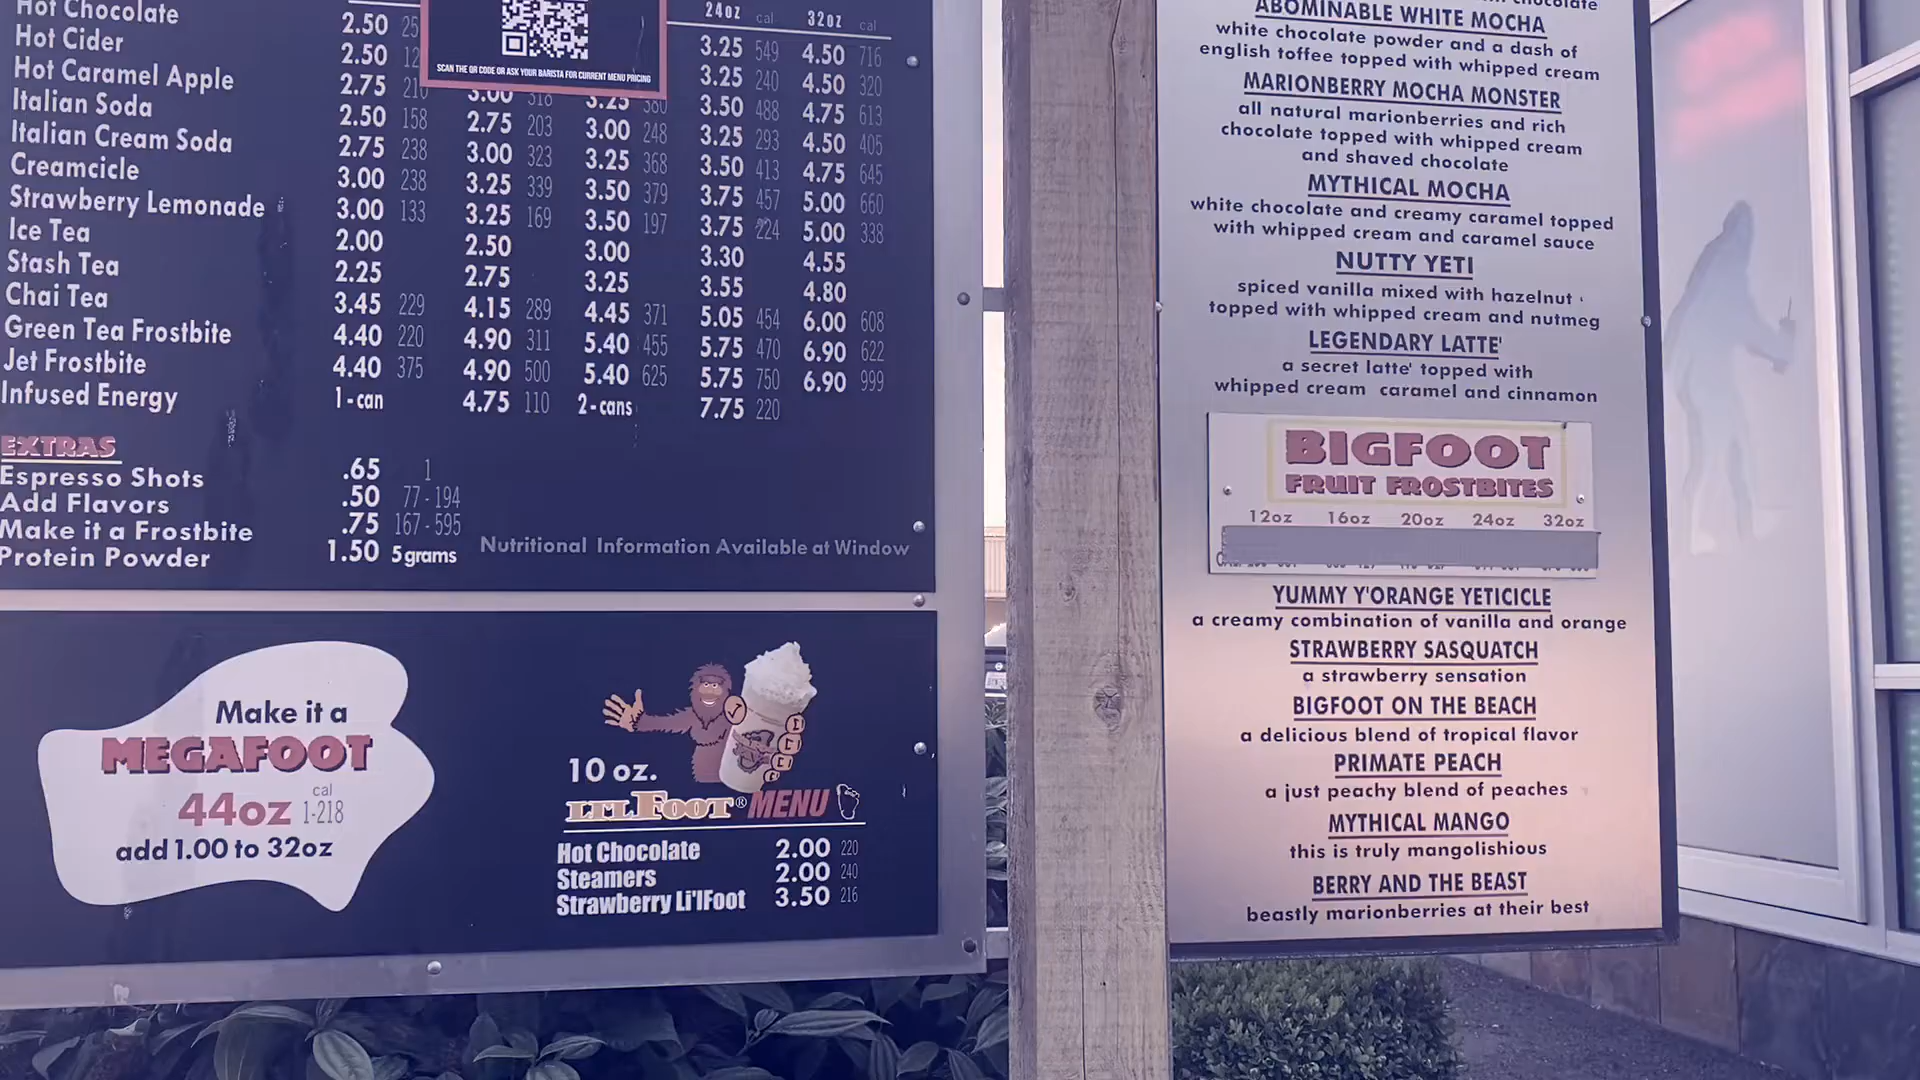 Hot Chocolate 2.50 3.25 549 4.50 716
Hot Cider 2.50 3.25 240 4.50 320
Hot Caramel Apple 2.75 3.00 318 3.25 380 3.50 488 4.75 613
Italian Soda 2.50 158 2.75 203 3.00 248 3.25 293 4.50 405
Italian Cream Soda 2.75 238 3.00 323 3.25 368 3.50 413 4.75 645
Creamcicle 3.00 238 3.25 339 3.50 379 3.75 457 5.00 660
Strawberry Lemonade 3.00 133 3.25 169 3.50 197 3.75 224 5.00 338
Ice Tea 2.00 2.50 3.00 3.30 4.55
Stash Tea 2.25 2.75 3.25 3.55 4.80
Chai Tea 3.45 229 4.15 289 4.45 371 5.05 454 6.00 608
Green Tea Frostbite 4.40 220 4.90 311 5.40 455 5.75 470 6.90 622
Jet Frostbite 4.40 375 4.90 500 5.40 625 5.75 750 6.90 999
Infused Energy 1-can 4.75 110 2-cans 7.75 220
24oz cal 32oz cal
SCAN THE QR CODE OR ASK YOUR BARISTA FOR CURRENT MENU PRICING
EXTRAS
Espresso Shots .65 1
Add Flavors .50 77 - 194
Make it a Frostbite .75 167 - 595
Protein Powder 1.50 5 grams
Nutritional Information Available at Window
Make it a
MEGAFOOT
44oz cal 1-218
add 1.00 to 32oz
10 oz.
LI'L FOOT® MENU
Hot Chocolate 2.00 220
Steamers 2.00 240
Strawberry Li'lFoot 3.50 216
chocolate
ABOMINABLE WHITE MOCHA
white chocolate powder and a dash of
english toffee topped with whipped cream
MARIONBERRY MOCHA MONSTER
all natural marionberries and rich
chocolate topped with whipped cream
and shaved chocolate
MYTHICAL MOCHA
white chocolate and creamy caramel topped
with whipped cream and caramel sauce
NUTTY YETI
spiced vanilla mixed with hazelnut
topped with whipped cream and nutmeg
LEGENDARY LATTE'
a secret latte' topped with
whipped cream caramel and cinnamon
BIGFOOT
FRUIT FROSTBITES
12oz 16oz 20oz 24oz 32oz
YUMMY Y'ORANGE YETICICLE
a creamy combination of vanilla and orange
STRAWBERRY SASQUATCH
a strawberry sensation
BIGFOOT ON THE BEACH
a delicious blend of tropical flavor
PRIMATE PEACH
a just peachy blend of peaches
MYTHICAL MANGO
this is truly mangolishious
BERRY AND THE BEAST
beastly marionberries at their best